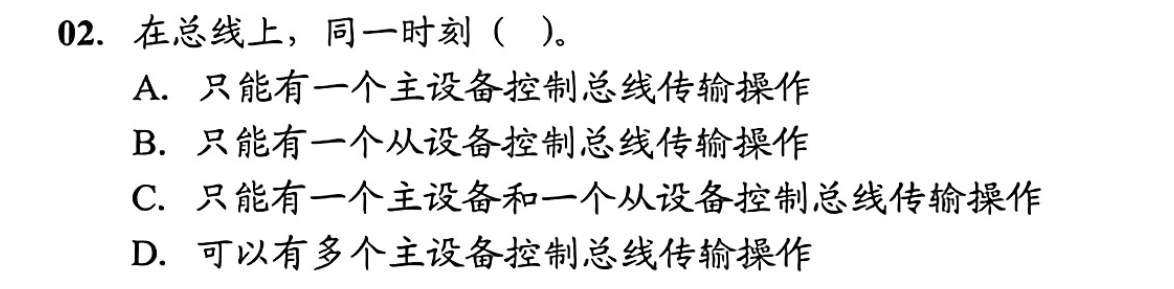 02. 在总线上，同一时刻（ ）。
A. 只能有一个主设备控制总线传输操作
B. 只能有一个从设备控制总线传输操作
C. 只能有一个主设备和一个从设备控制总线传输操作
D. 可以有多个主设备控制总线传输操作